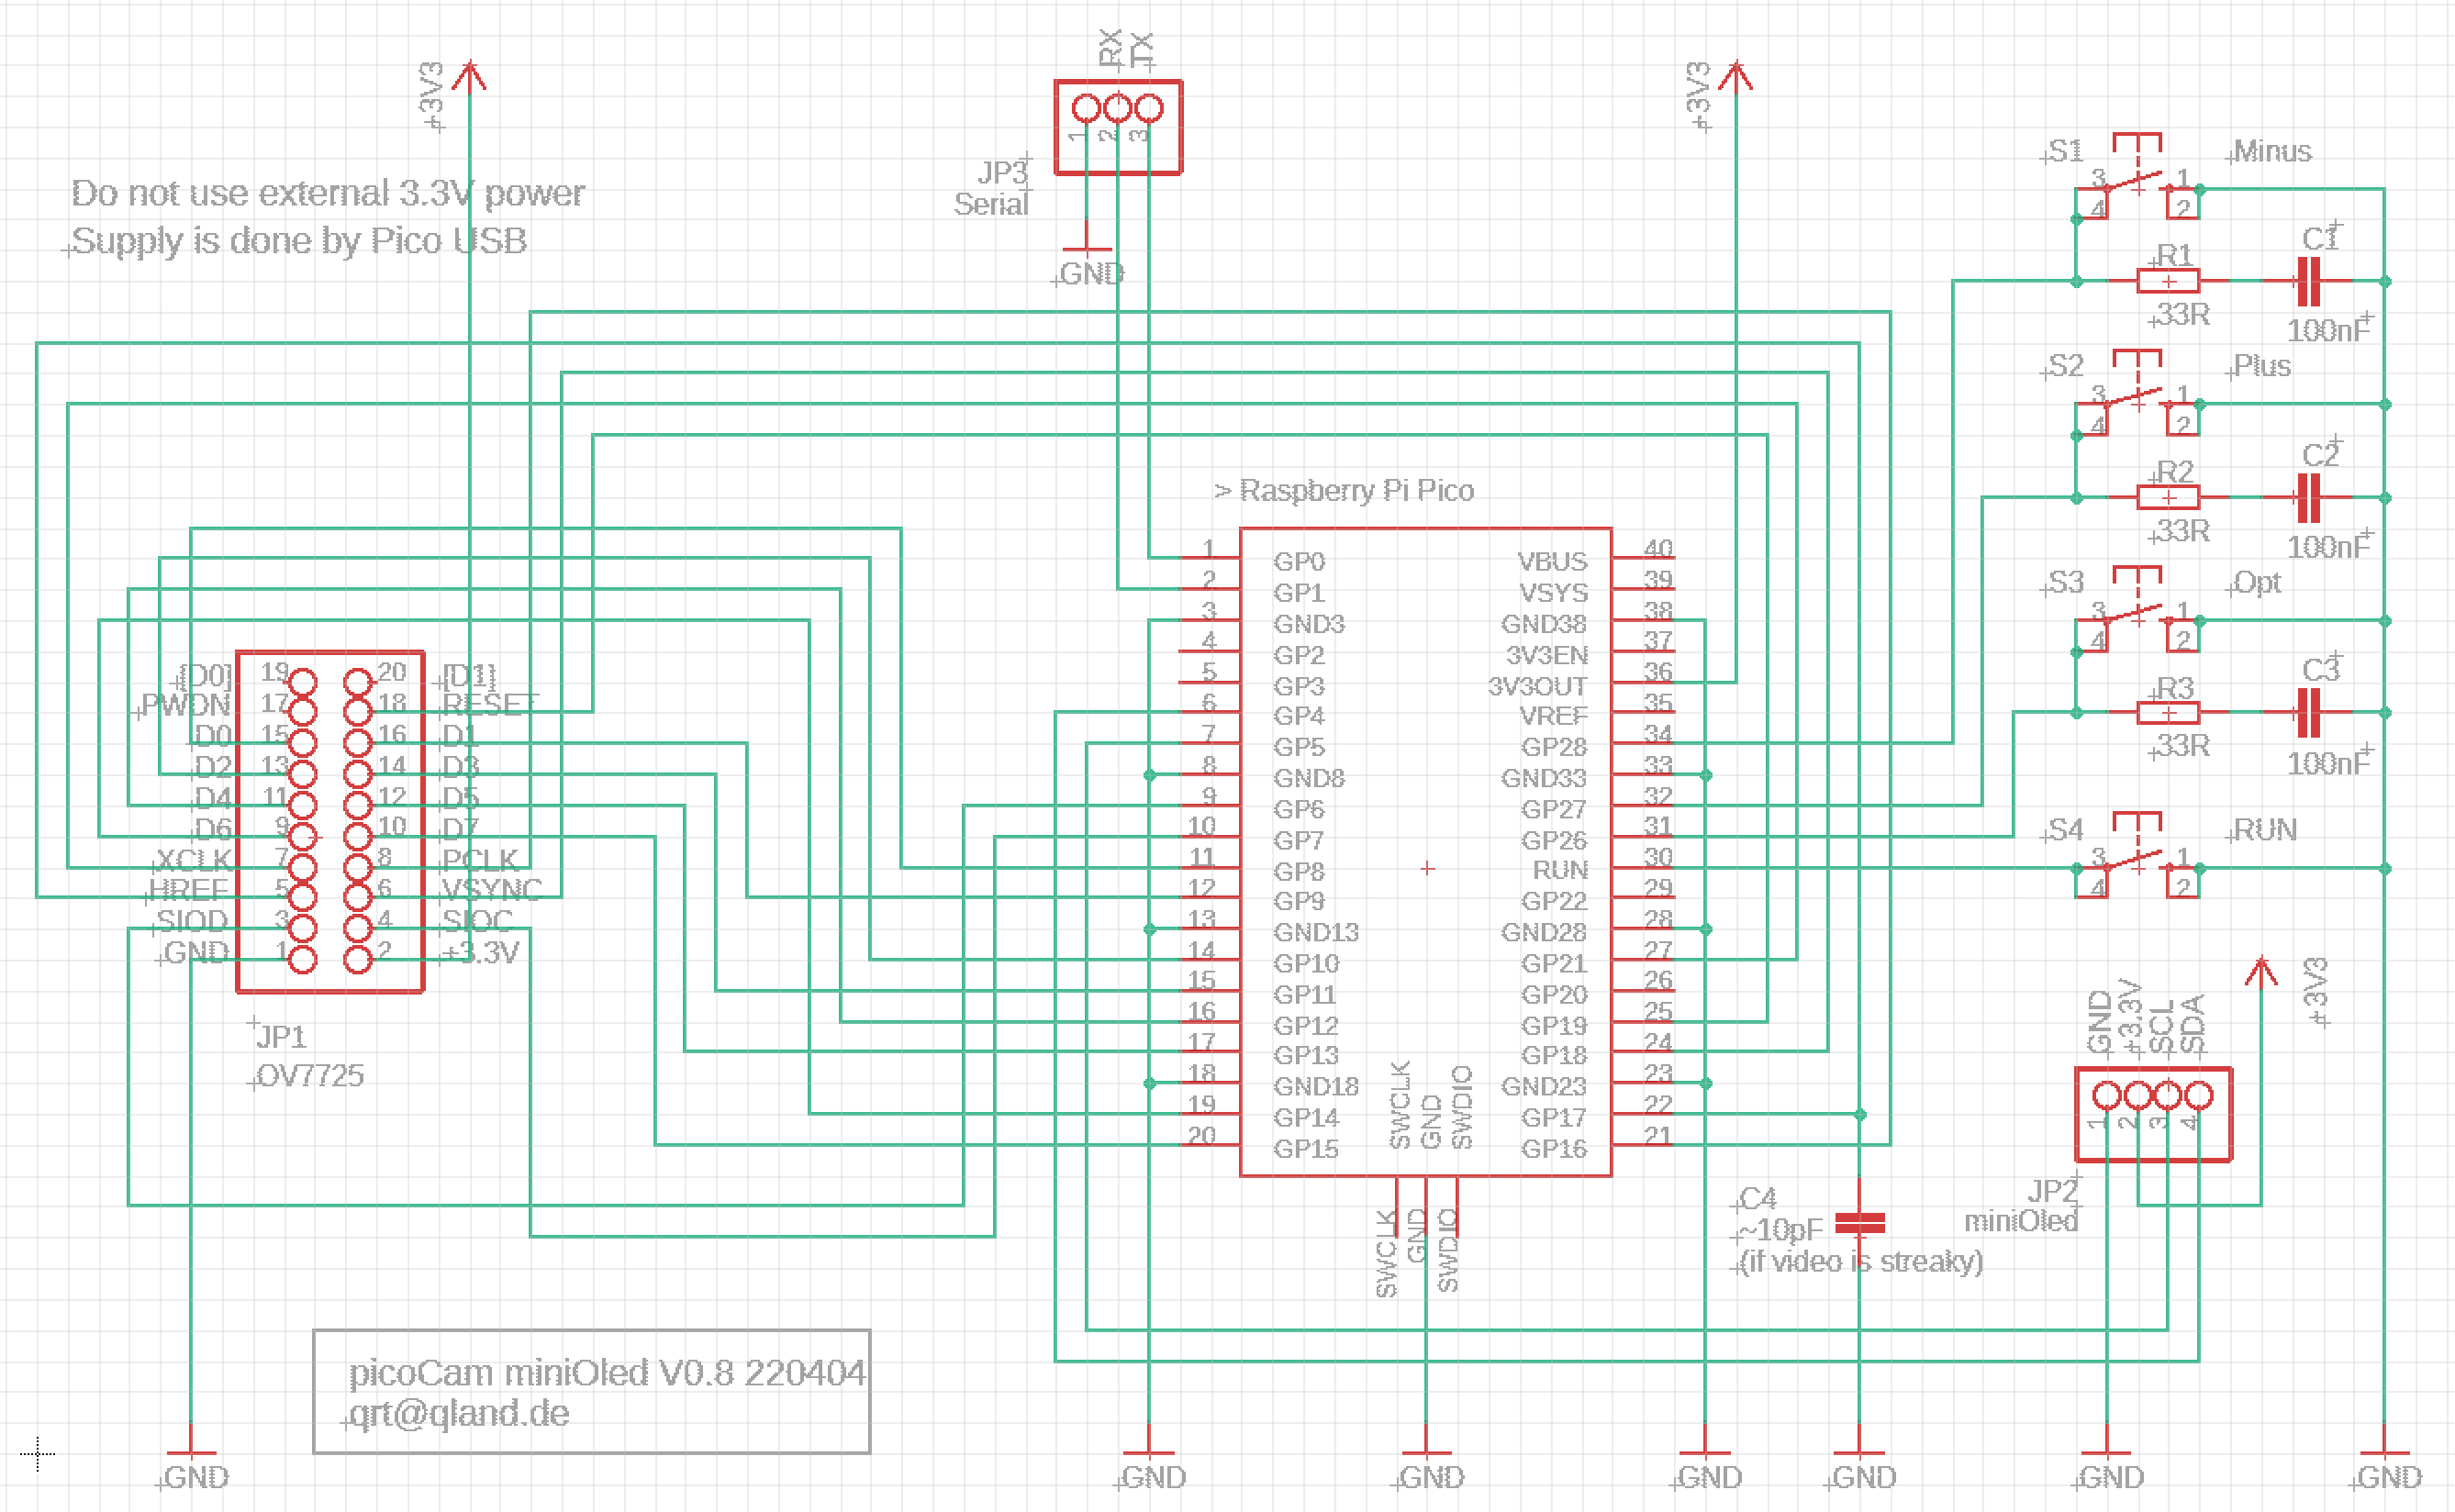 +3V3
Do not use external 3.3V power
Supply is done by Pico USB
RX
TX
1
2
3
JP3
Serial
GND
+3V3
S1
Minus
3
1
4
2
R1
33R
C1
100nF
S2
Plus
3
1
4
2
R2
33R
C2
100nF
S3
Opt
3
1
4
2
R3
33R
C3
100nF
S4
RUN
3
1
4
2
> Raspberry Pi Pico
1 GP0
2 GP1
3 GND3
4 GP2
5 GP3
6 GP4
7 GP5
8 GND8
9 GP6
10 GP7
11 GP8
12 GP9
13 GND13
14 GP10
15 GP11
16 GP12
17 GP13
18 GND18
19 GP14
20 GP15
VBUS 40
VSYS 39
GND38 38
3V3EN 37
3V3OUT 36
VREF 35
GP28 34
GND33 33
GP27 32
GP26 31
RUN 30
GP22 29
GND28 28
GP21 27
GP20 26
GP19 25
GP18 24
GND23 23
GP17 22
GP16 21
SWCLK
GND
SWDIO
SWCLK
GND
SWDIO
[D0] 19 20 [D1]
PWDN 17 18 RESET
D0 15 16 D1
D2 13 14 D3
D4 11 12 D5
D6 9 10 D7
XCLK 7 8 PCLK
HREF 5 6 VSYNC
SIOD 3 4 SIOC
GND 1 2 +3.3V
JP1
OV7725
C4
~10pF
(if video is streaky)
GND
+3.3V
SCL
SDA
+3V3
1
2
3
4
JP2
miniOled
picoCam miniOled V0.8 220404
qrt@qland.de
GND
GND
GND
GND
GND
GND
GND